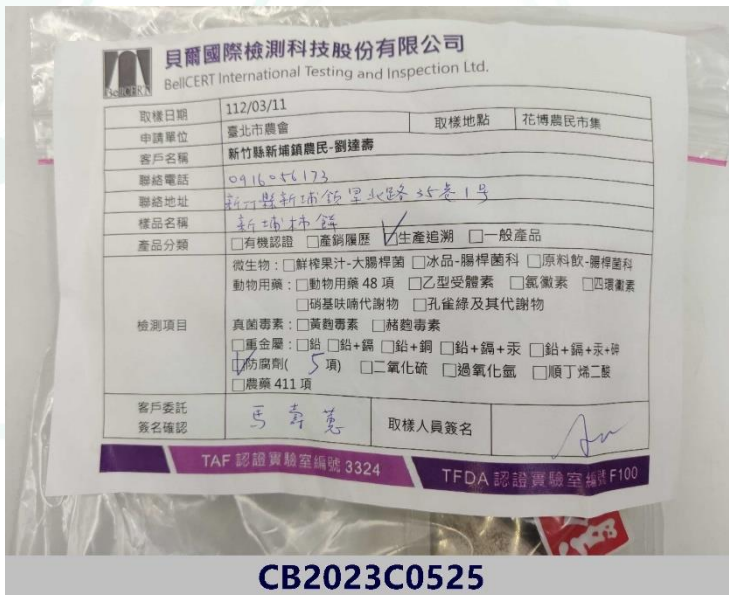 貝爾國際檢測科技股份有限公司
BellCERT International Testing and Inspection Ltd.
BellCERT
取樣日期 112/03/11
申請單位 臺北市農會 取樣地點 花博農民市集
客戶名稱 新竹縣新埔鎮農民-劉達壽
聯絡電話 0916056173
聯絡地址 新竹縣新埔鎮里北路35巷1号
樣品名稱 新埔柿餅
產品分類 □有機認證 □產銷履歷 ☑生產追溯 □一般產品
微生物:□鮮榨果汁-大腸桿菌 □冰品-腸桿菌科 □原料飲-腸桿菌科
動物用藥:□動物用藥 48 項 □乙型受體素 □氯黴素 □四環黴素
□硝基呋喃代謝物 □孔雀綠及其代謝物
檢測項目 真菌毒素:□黃麴毒素 □赭麴毒素
□重金屬:□鉛 □鉛+鎘 □鉛+銅 □鉛+鎘+汞 □鉛+鎘+汞+砷
☑防腐劑( 5 項) □二氧化硫 □過氧化氫 □順丁烯二酸
□農藥 411 項
客戶委託
簽名確認 馬壽蔥 取樣人員簽名
TAF 認證實驗室編號 3324 TFDA 認證實驗室編號 F100
CB2023C0525